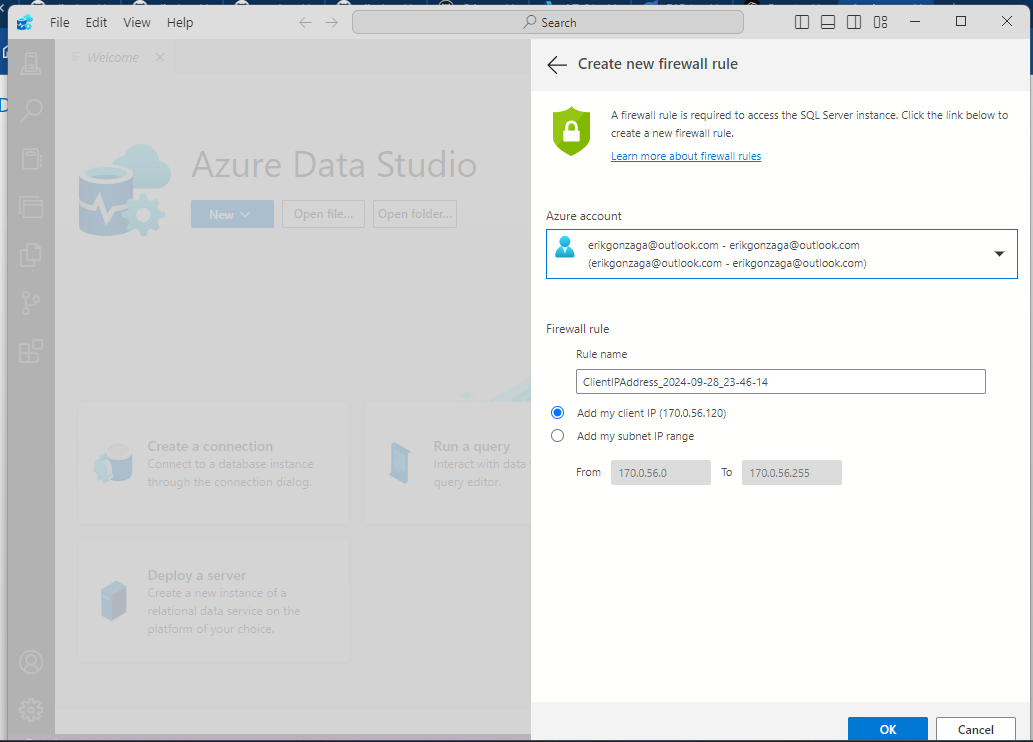 File Edit View Help
Search
Welcome
Create new firewall rule
A firewall rule is required to access the SQL Server instance. Click the link below to
create a new firewall rule.
Learn more about firewall rules
Azure Data Studio
New
Open file...
Open folder...
Azure account
erikgonzaga@outlook.com - erikgonzaga@outlook.com
(erikgonzaga@outlook.com - erikgonzaga@outlook.com)
Firewall rule
Rule name
ClientIPAddress_2024-09-28_23-46-14
Add my client IP (170.0.56.120)
Add my subnet IP range
From 170.0.56.0 To 170.0.56.255
Create a connection
Connect to a database instance
through the connection dialog.
Run a query
Interact with data
query editor.
Deploy a server
Create a new instance of a
relational data service on the
platform of your choice.
OK
Cancel